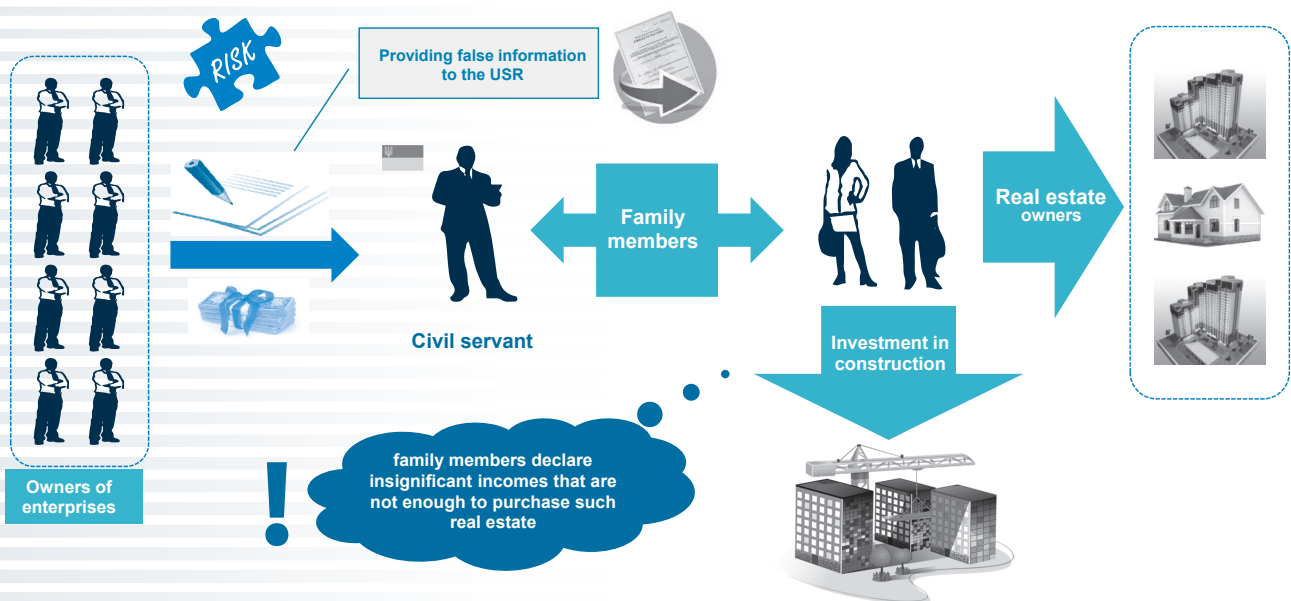 RISK
Providing false information
to the USR
Owners of
enterprises
Civil servant
Family
members
Real estate
owners
Investment in
construction
family members declare
insignificant incomes that are
not enough to purchase such
real estate
!